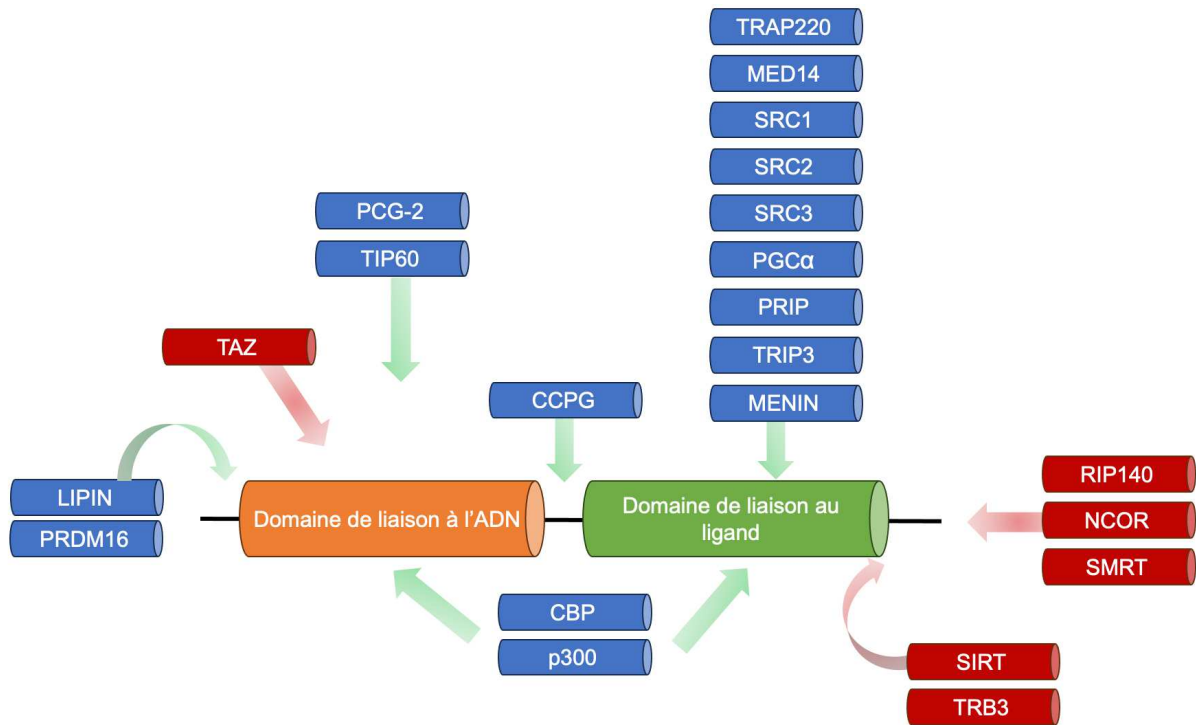 TRAP220
MED14
SRC1
SRC2
SRC3
PGCα
PRIP
TRIP3
MENIN
PCG-2
TIP60
TAZ
CCPG
LIPIN
PRDM16
Domaine de liaison à l’ADN
Domaine de liaison au
ligand
RIP140
NCOR
SMRT
CBP
p300
SIRT
TRB3